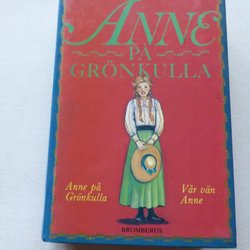 ANNE
PÅ
GRÖNKULLA
Anne på
Grönkulla
Vår vän
Anne
BROMBERGS